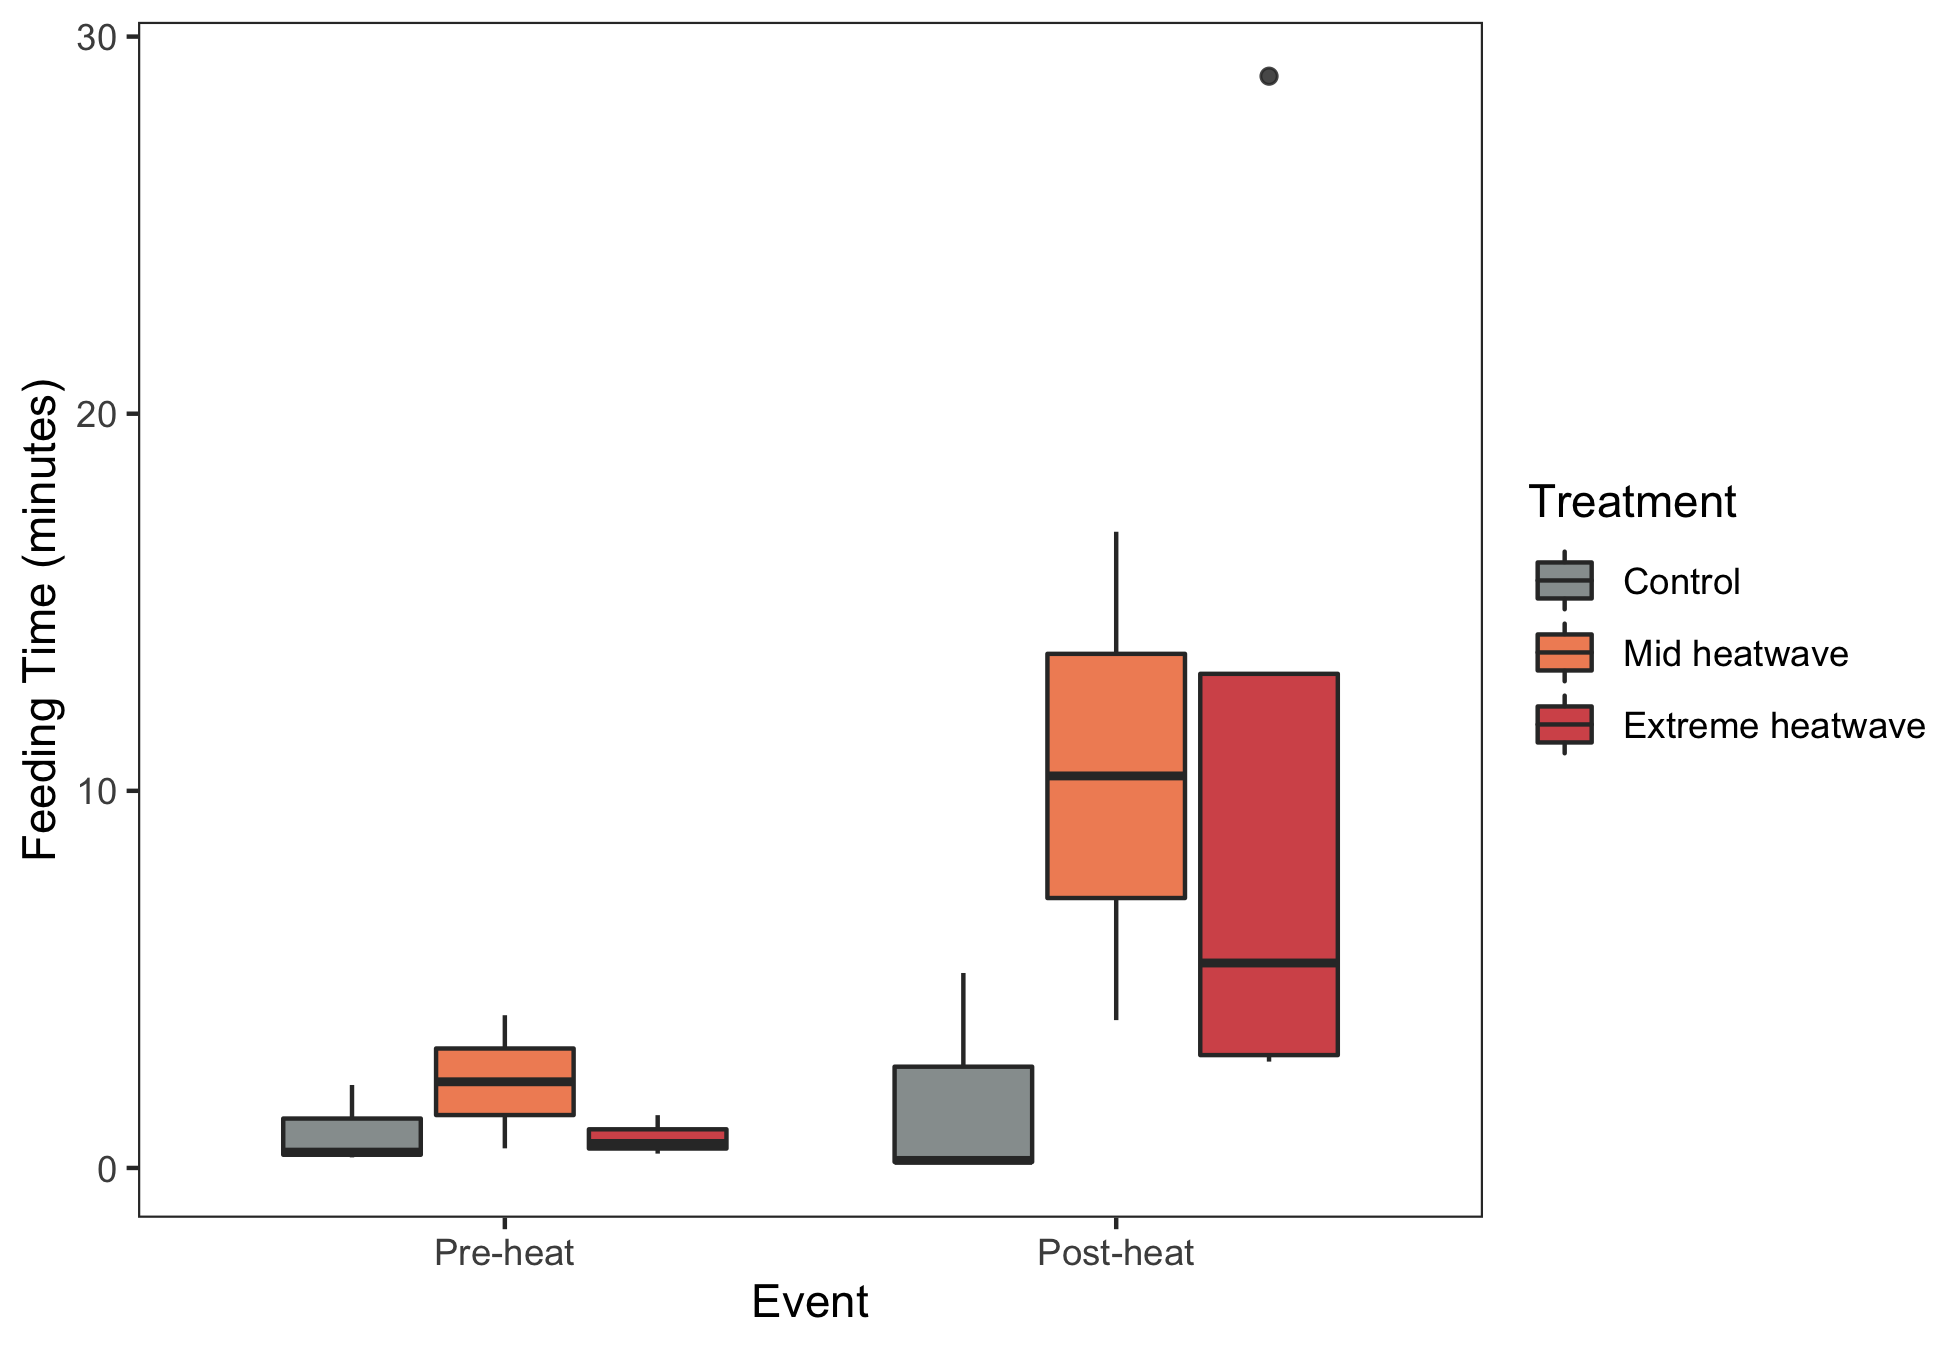 30
20
10
0
Feeding Time (minutes)
Pre-heat
Post-heat
Event
Treatment
Control
Mid heatwave
Extreme heatwave